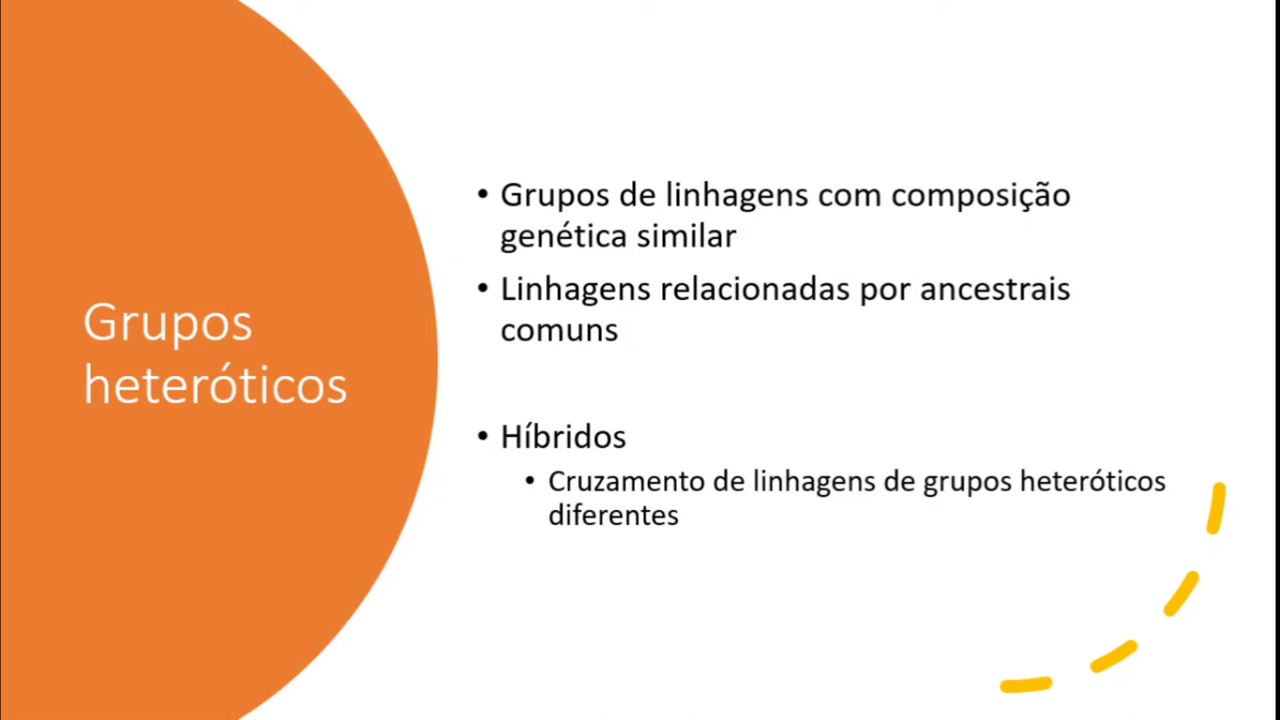 Grupos
heteróticos
• Grupos de linhagens com composição
genética similar
• Linhagens relacionadas por ancestrais
comuns
• Híbridos
• Cruzamento de linhagens de grupos heteróticos
diferentes